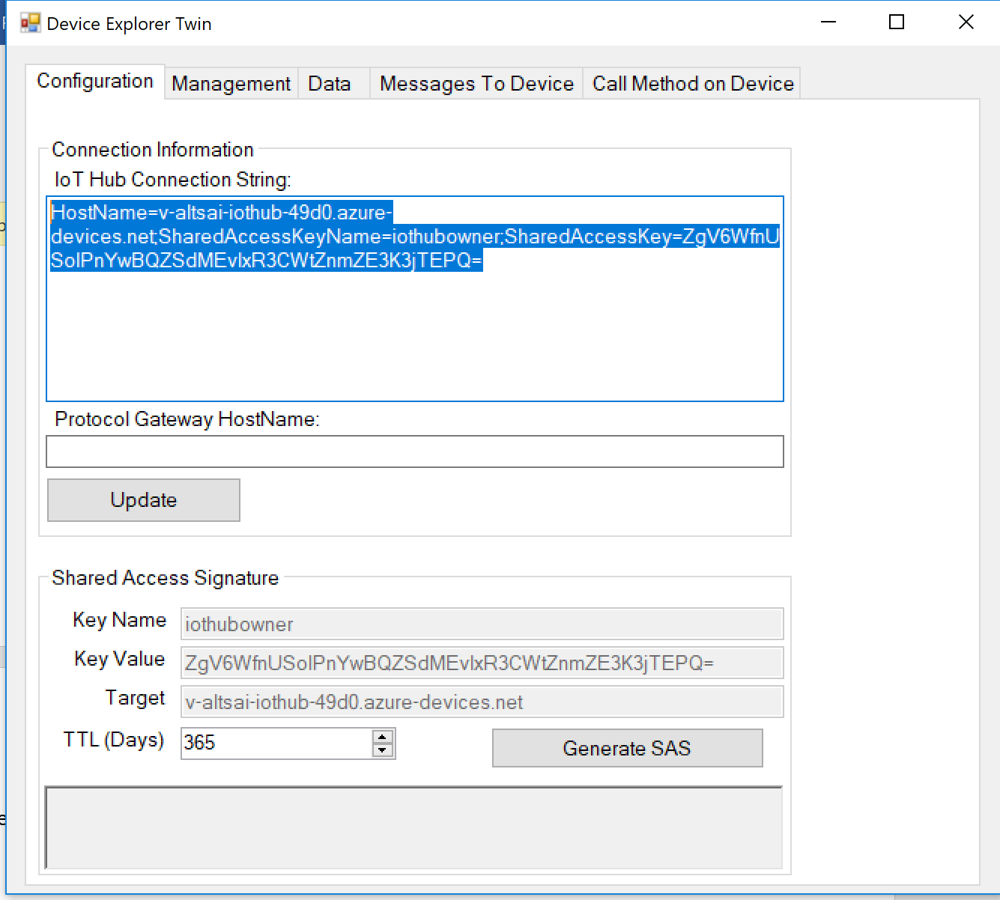 Device Explorer Twin
Configuration
Management
Data
Messages To Device
Call Method on Device
Connection Information
IoT Hub Connection String:
HostName=v-altsai-iothub-49d0.azure-
devices.net;SharedAccessKeyName=iothubowner;SharedAccessKey=ZgV6WfnU
SolPnYwBQZSdMEvlxR3CWtZnmZE3K3jTEPQ=
Protocol Gateway HostName:
Update
Shared Access Signature
Key Name
iothubowner
Key Value
ZgV6WfnUSolPnYwBQZSdMEvlxR3CWtZnmZE3K3jTEPQ=
Target
v-altsai-iothub-49d0.azure-devices.net
TTL (Days)
365
Generate SAS